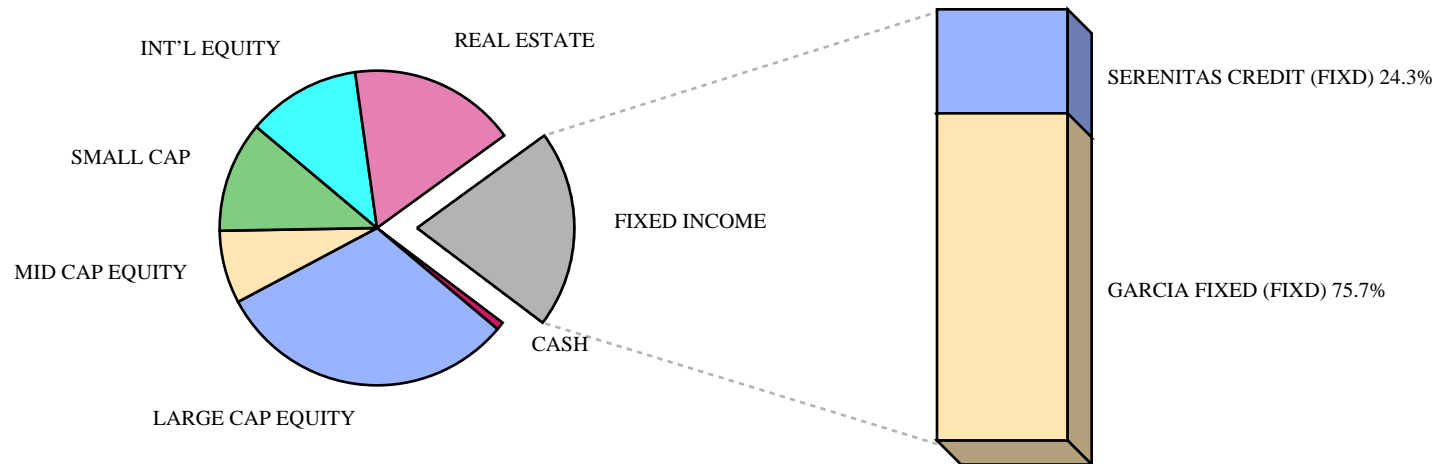 INT'L EQUITY
REAL ESTATE
SERENITAS CREDIT (FIXD) 24.3%
SMALL CAP
FIXED INCOME
MID CAP EQUITY
GARCIA FIXED (FIXD) 75.7%
CASH
LARGE CAP EQUITY